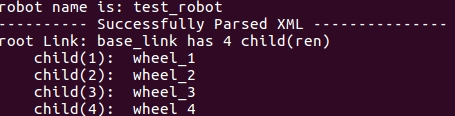 robot name is: test_robot
---------- Successfully Parsed XML ---------------
root Link: base_link has 4 child(ren)
    child(1):  wheel_1
    child(2):  wheel_2
    child(3):  wheel_3
    child(4):  wheel_4